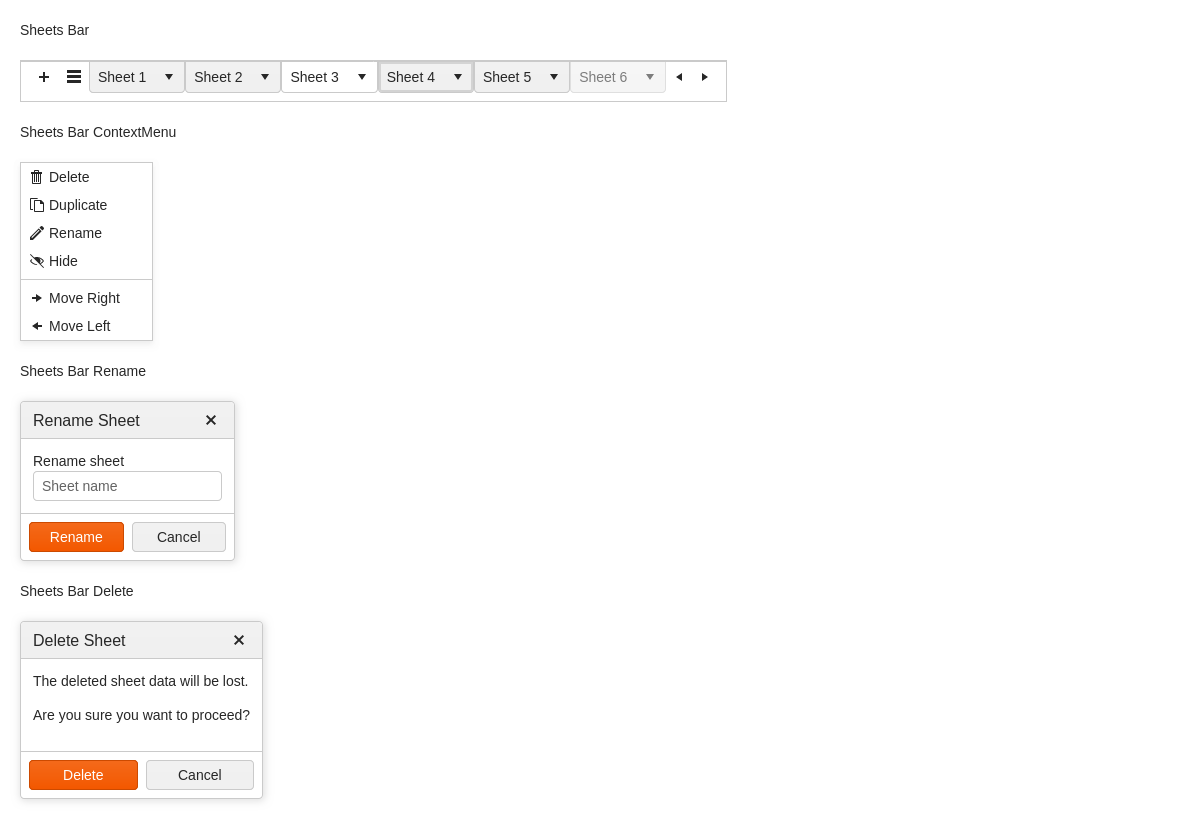 Sheets Bar
Sheet 1 Sheet 2 Sheet 3 Sheet 4 Sheet 5 Sheet 6
Sheets Bar ContextMenu
Delete
Duplicate
Rename
Hide
Move Right
Move Left
Sheets Bar Rename
Rename Sheet
Rename sheet
Sheet name
Rename Cancel
Sheets Bar Delete
Delete Sheet
The deleted sheet data will be lost.
Are you sure you want to proceed?
Delete Cancel